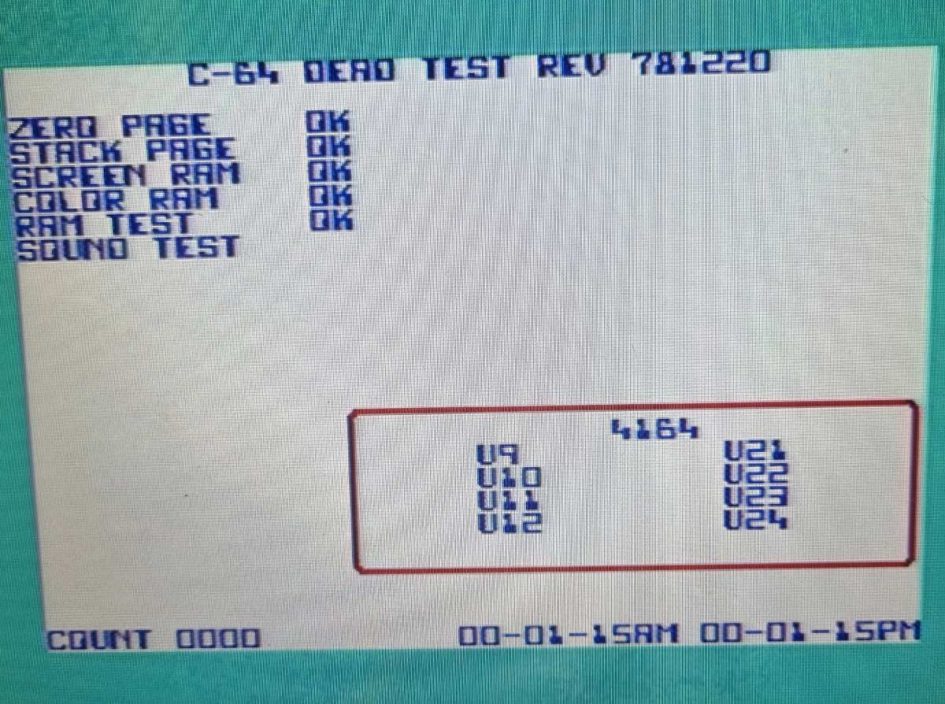 C-64 DEAD TEST REV 781220
ZERO PAGE OK
STACK PAGE OK
SCREEN RAM OK
COLOR RAM OK
RAM TEST OK
SOUND TEST
4164
U9 U21
U10 U22
U11 U23
U12 U24
COUNT 0000 00-01-15AM 00-01-15PM